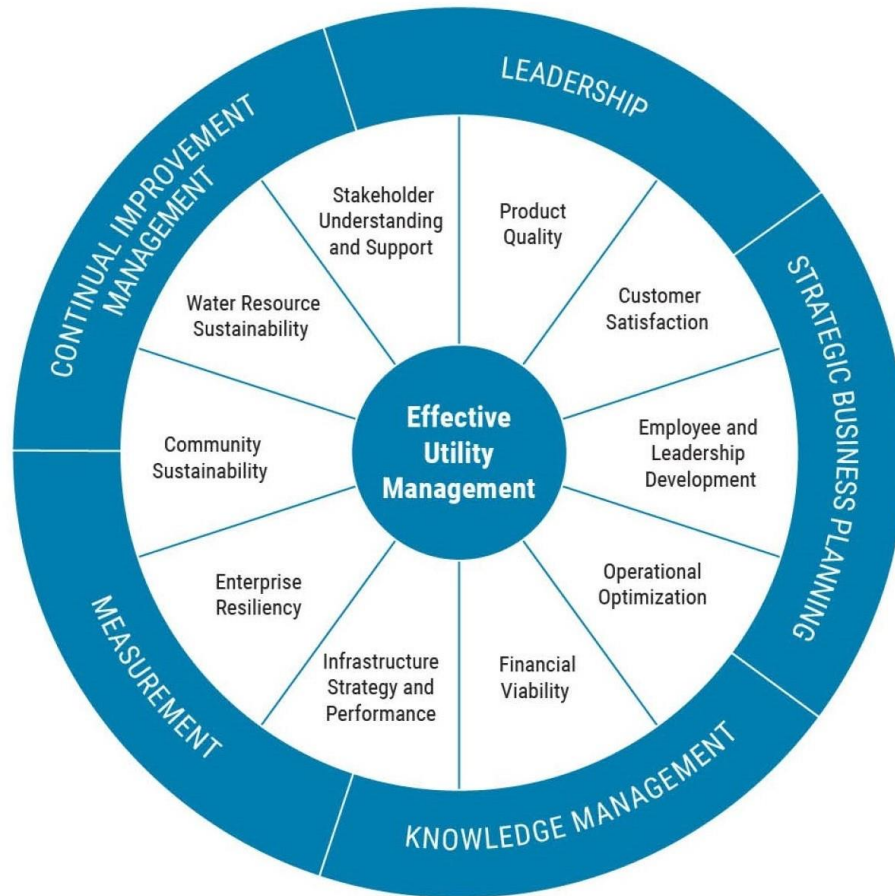 LEADERSHIP
STRATEGIC BUSINESS PLANNING
KNOWLEDGE MANAGEMENT
MEASUREMENT
CONTINUAL IMPROVEMENT
MANAGEMENT
Product
Quality
Customer
Satisfaction
Employee and
Leadership
Development
Operational
Optimization
Financial
Viability
Infrastructure
Strategy and
Performance
Enterprise
Resiliency
Community
Sustainability
Water Resource
Sustainability
Stakeholder
Understanding
and Support
Effective
Utility
Management